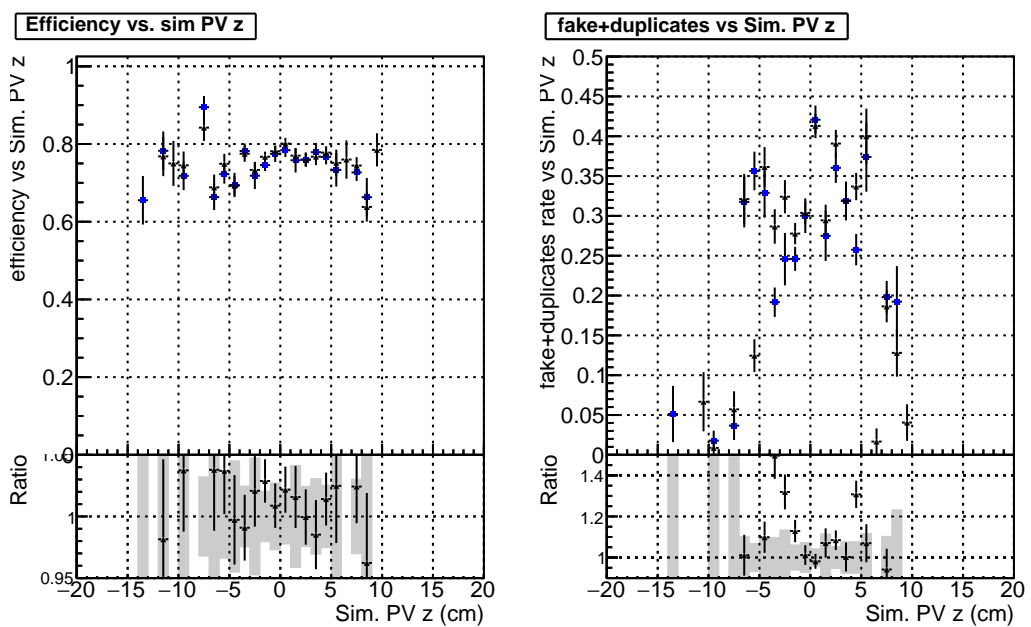 Efficiency vs. sim PV z
efficiency vs Sim. PV z
1
0.8
0.6
0.4
0.2
0
Ratio
1
0.95
−20 −15 −10 −5 0 5 10 15 20
Sim. PV z (cm)
fake+duplicates vs Sim. PV z
fake+duplicates rate vs Sim. PV z
0.5
0.45
0.4
0.35
0.3
0.25
0.2
0.15
0.1
0.05
0
Ratio
1.4
1.2
1
−20 −15 −10 −5 0 5 10 15 20
Sim. PV z (cm)